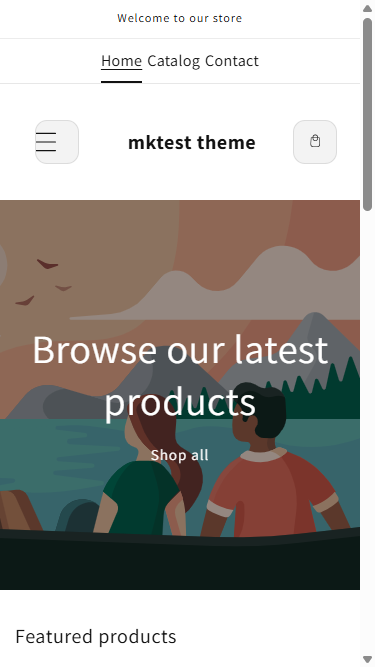 Welcome to our store
Home Catalog Contact
mktest theme
Browse our latest
products
Shop all
Featured products